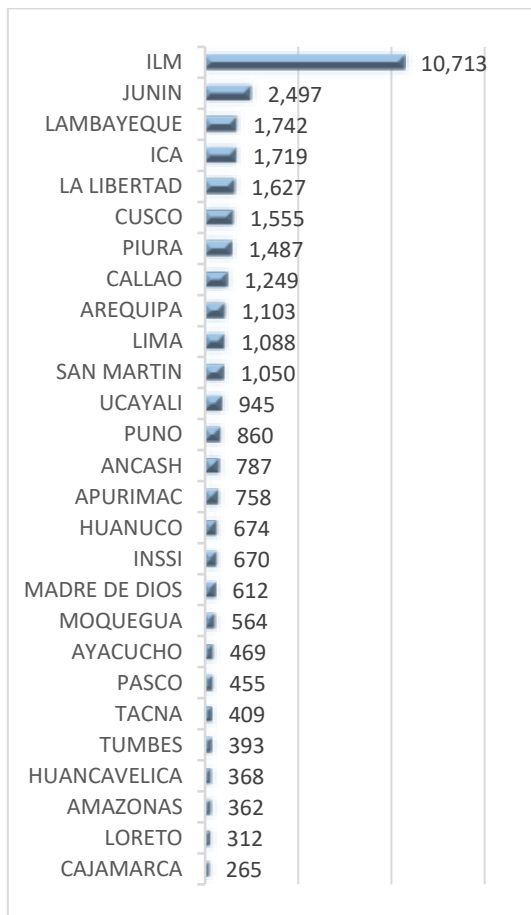 ILM 10,713
JUNIN 2,497
LAMBAYEQUE 1,742
ICA 1,719
LA LIBERTAD 1,627
CUSCO 1,555
PIURA 1,487
CALLAO 1,249
AREQUIPA 1,103
LIMA 1,088
SAN MARTIN 1,050
UCAYALI 945
PUNO 860
ANCASH 787
APURIMAC 758
HUANUCO 674
INSSI 670
MADRE DE DIOS 612
MOQUEGUA 564
AYACUCHO 469
PASCO 455
TACNA 409
TUMBES 393
HUANCAVELICA 368
AMAZONAS 362
LORETO 312
CAJAMARCA 265